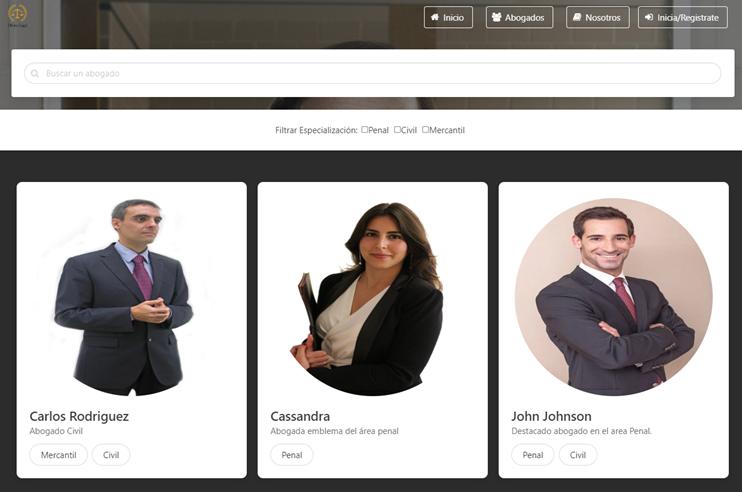 Inicio
Abogados
Nosotros
Inicia/Registrate
Buscar un abogado
Filtrar Especialización: Penal Civil Mercantil
Carlos Rodriguez
Abogado Civil
Mercantil
Civil
Cassandra
Abogada emblema del área penal
Penal
John Johnson
Destacado abogado en el area Penal.
Penal
Civil